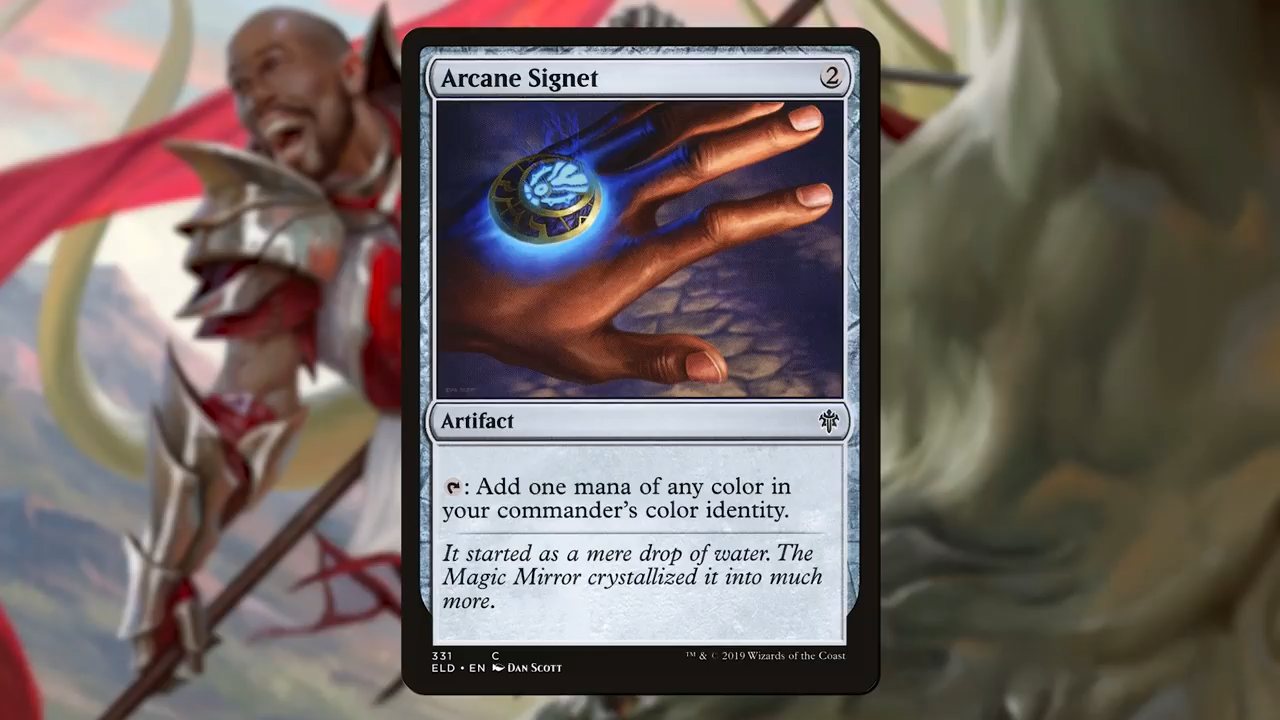 Arcane Signet 2
Artifact
: Add one mana of any color in
your commander's color identity.
It started as a mere drop of water. The
Magic Mirror crystallized it into much
more.
331 C
ELD • EN DAN SCOTT
™ & © 2019 Wizards of the Coast